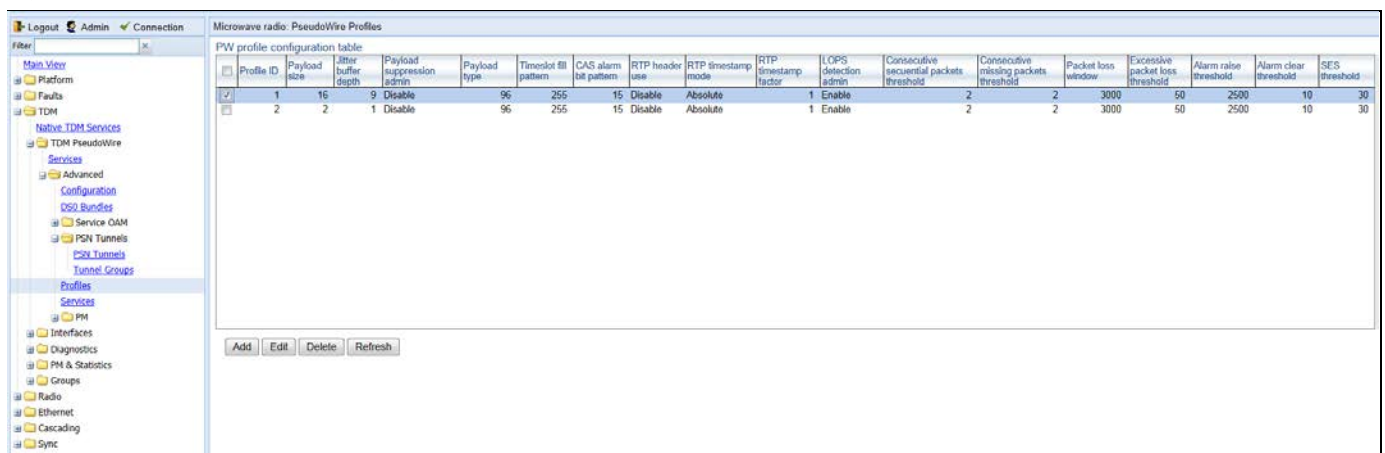 Logout Admin Connection
Microwave radio: PseudoWire Profiles
Filter
Main View
Platform
Faults
TDM
Native TDM Services
TDM PseudoWire
Services
Advanced
Configuration
DS0 Bundles
Service OAM
PSN Tunnels
PSN Tunnels
Tunnel Groups
Profiles
Services
PM
Interfaces
Diagnostics
PM & Statistics
Groups
Radio
Ethernet
Cascading
Sync
PW profile configuration table
Profile ID Payload size Jitter buffer depth Payload suppression admin Payload type Timeslot fill pattern CAS alarm bit pattern RTP header use RTP timestamp mode RTP timestamp factor LOPS detection admin Consecutive secuential packets threshold Consecutive missing packets threshold Packet loss window Excessive packet loss threshold Alarm raise threshold Alarm clear threshold SES threshold
1 16 9 Disable 96 255 15 Disable Absolute 1 Enable 2 2 3000 50 2500 10 30
2 2 1 Disable 96 255 15 Disable Absolute 1 Enable 2 2 3000 50 2500 10 30
Add Edit Delete Refresh